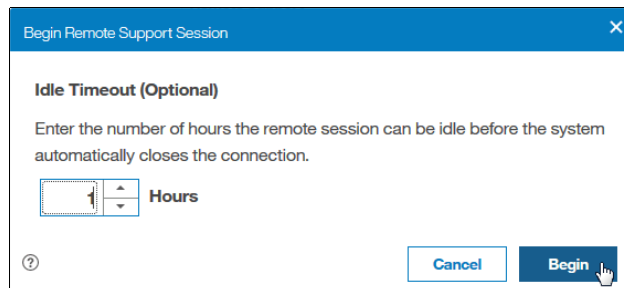 Begin Remote Support Session
Idle Timeout (Optional)
Enter the number of hours the remote session can be idle before the system
automatically closes the connection.
1 Hours
? Cancel Begin